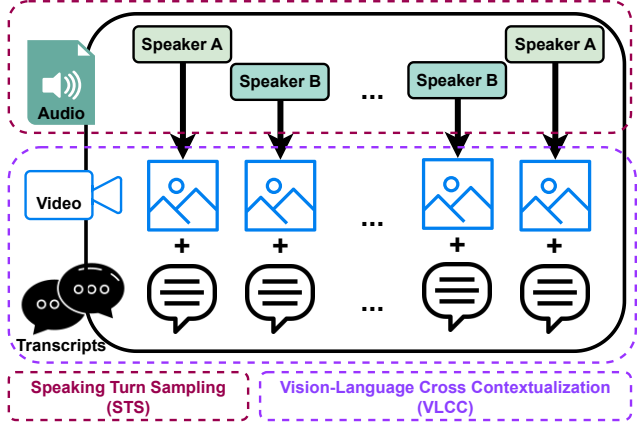 Speaker A
Speaker A
Speaker B
Speaker B
...
Audio
Video
+
+
...
+
+
...
Transcripts
Speaking Turn Sampling
(STS)
Vision-Language Cross Contextualization
(VLCC)